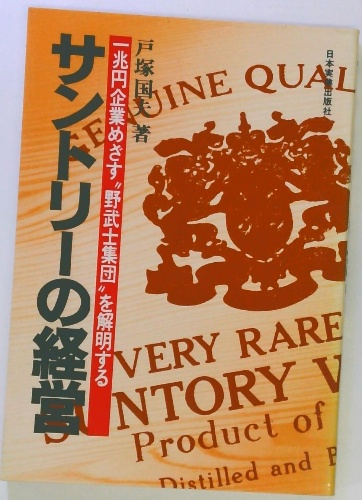 サントリーの経営
一兆円企業めざす“野武士集団”を解明する
戸塚国夫著
日本実業出版社
GENUINE QUAL
VERY RARE
SUNTORY W
Product of
Distilled and B